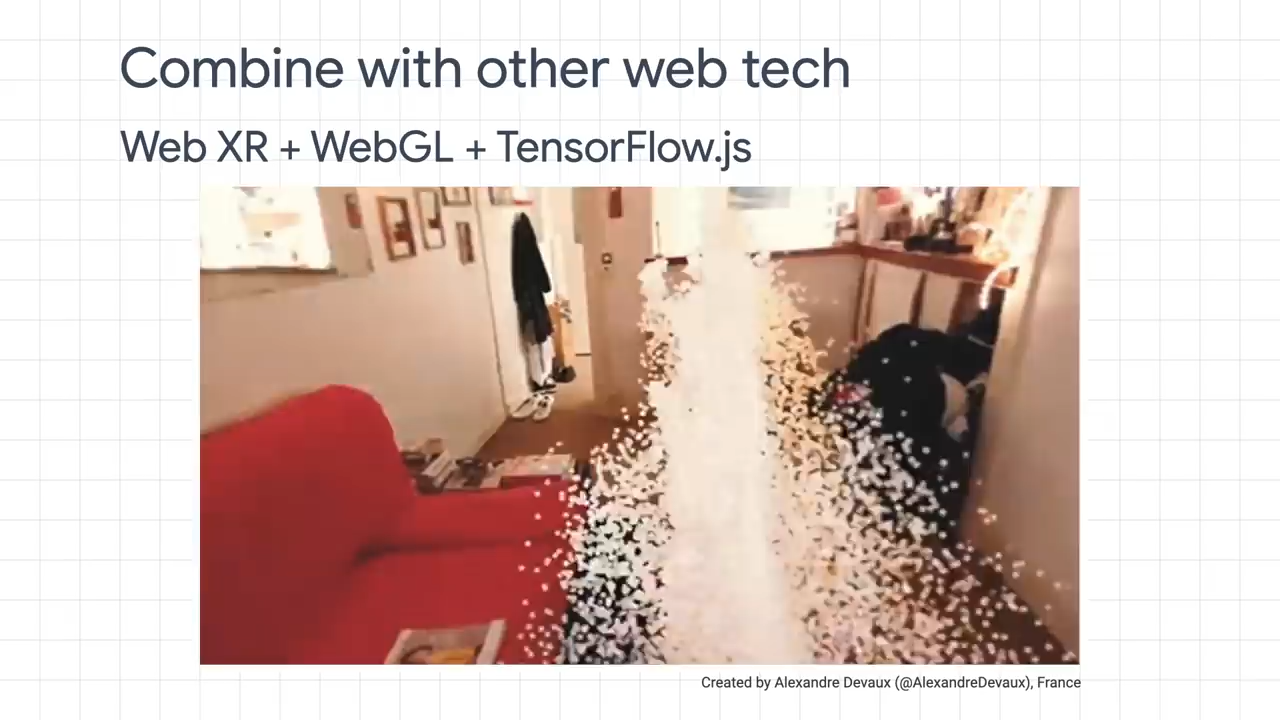 Combine with other web tech
Web XR + WebGL + TensorFlow.js
Created by Alexandre Devaux (@AlexandreDevaux), France